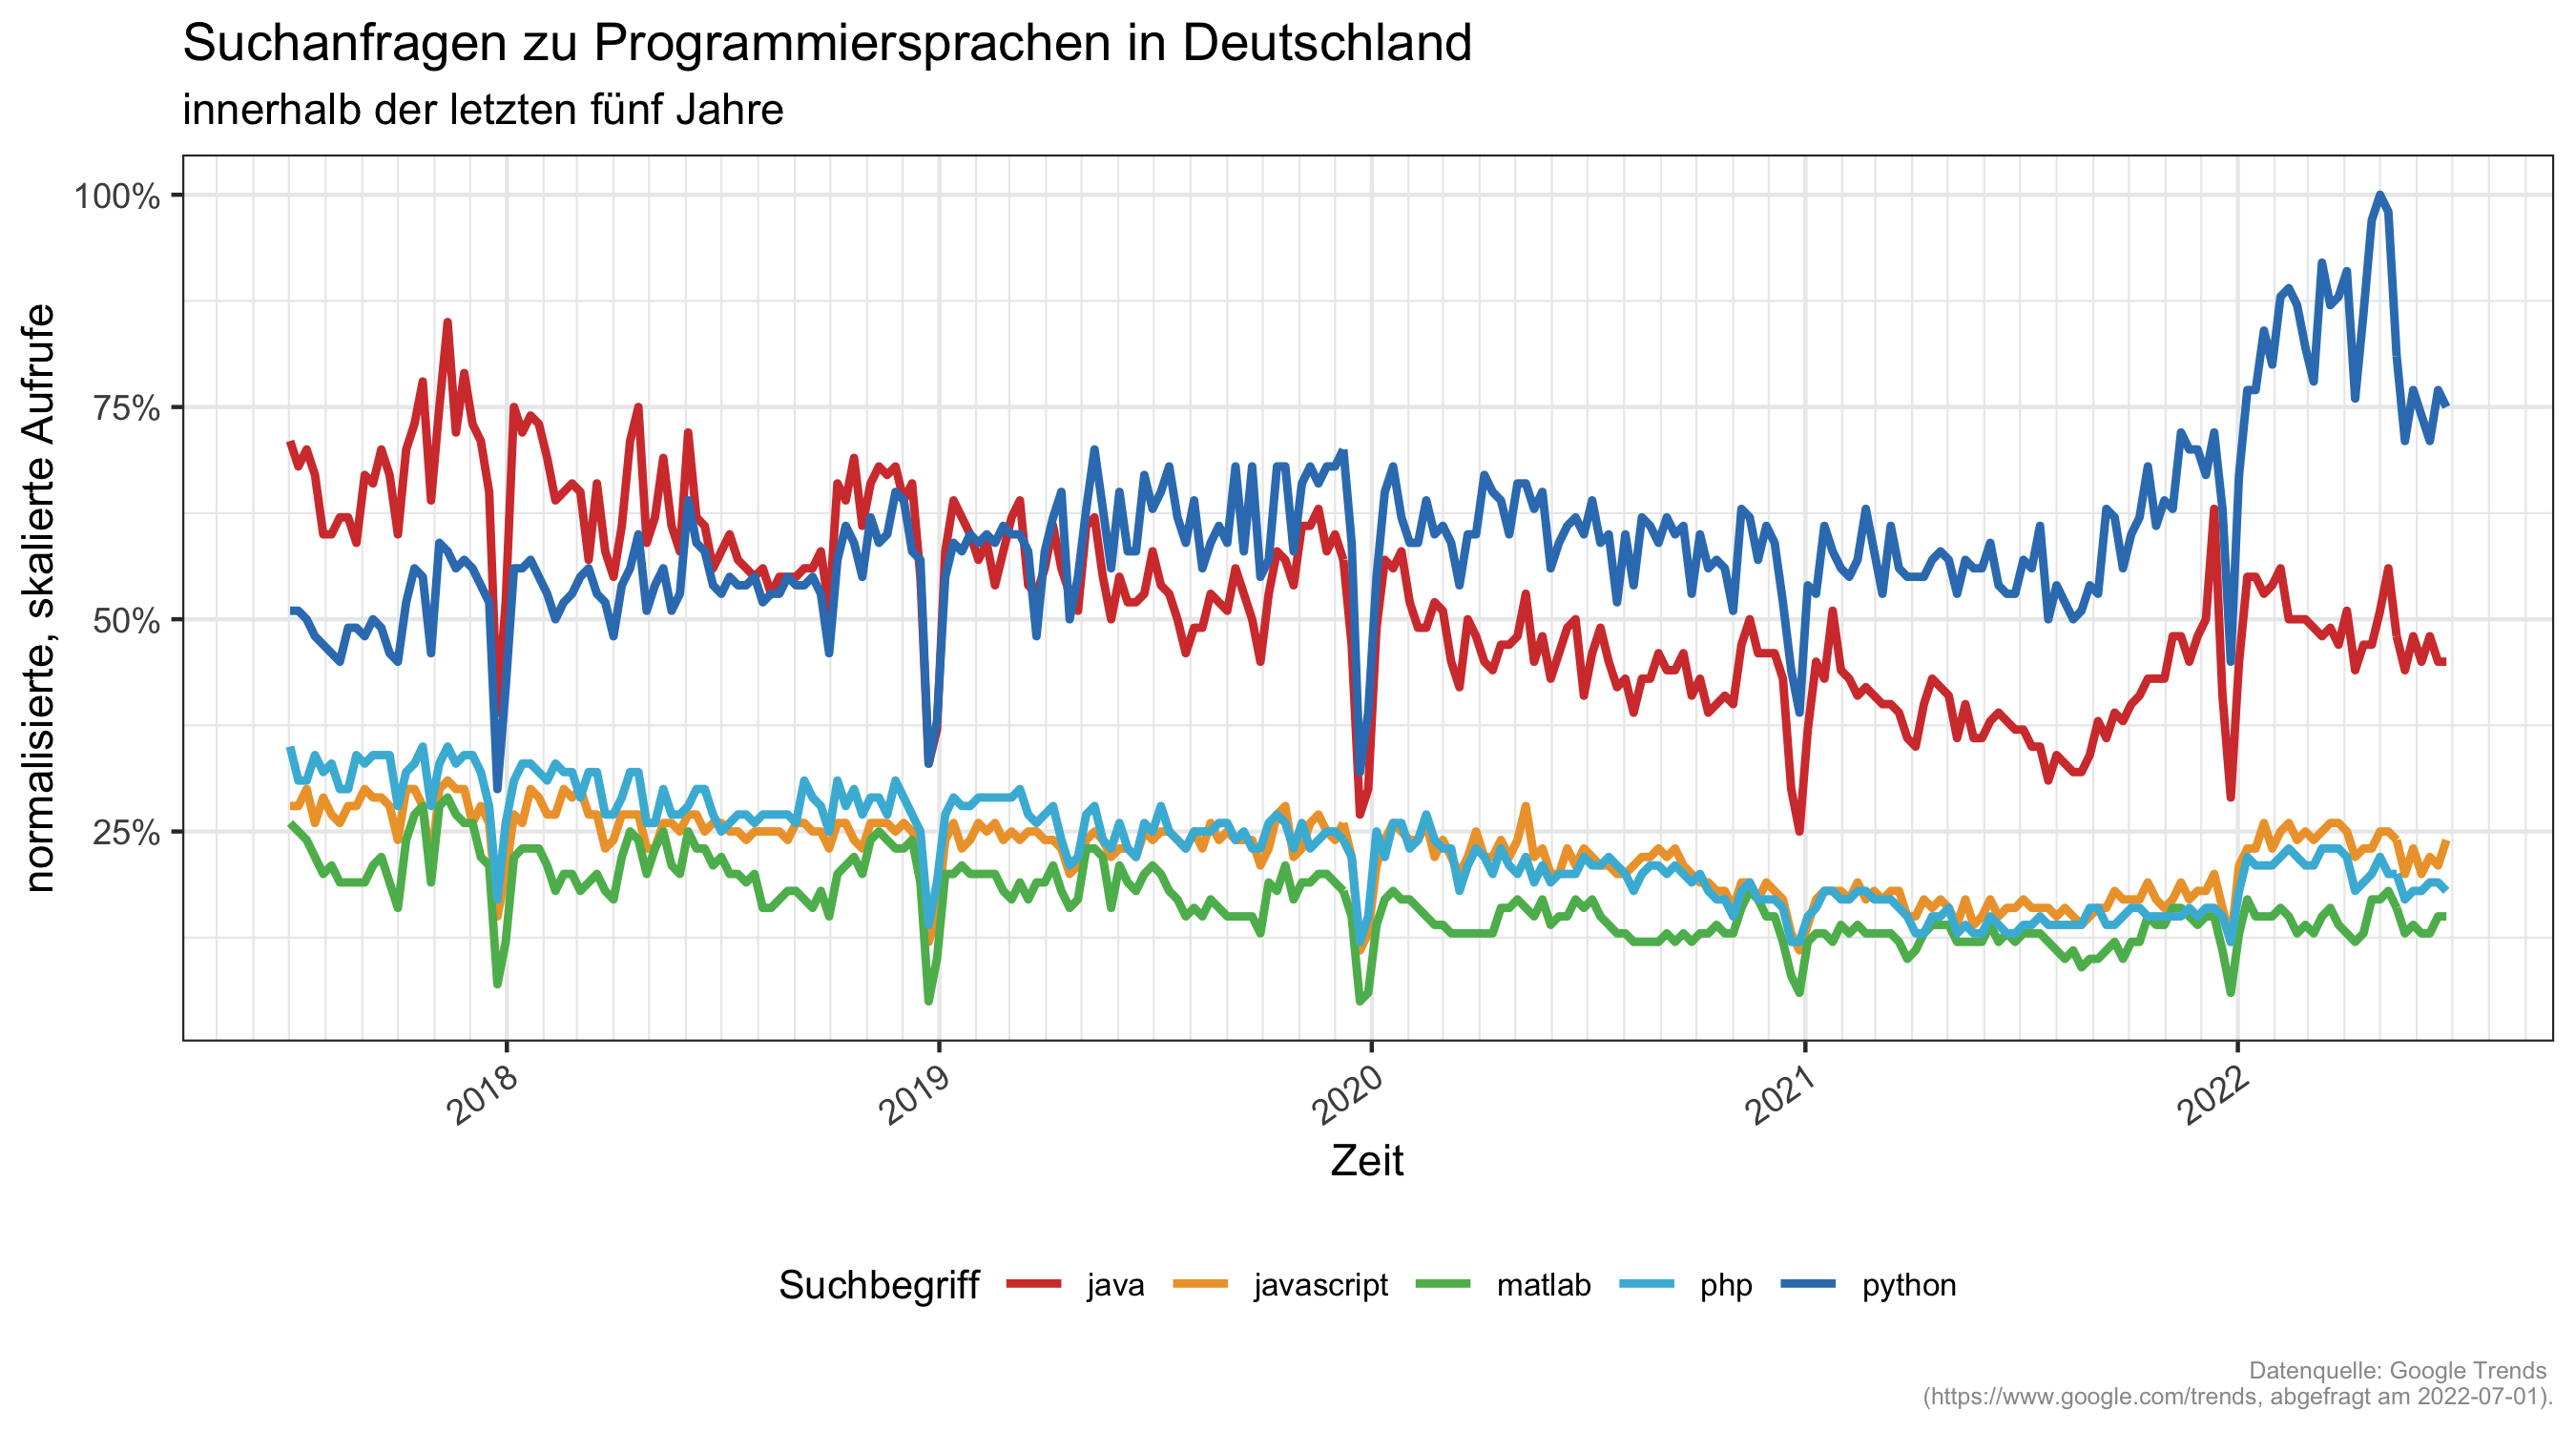 Suchanfragen zu Programmiersprachen in Deutschland
innerhalb der letzten fünf Jahre
normalisierte, skalierte Aufrufe
100%
75%
50%
25%
2018
2019
2020
2021
2022
Zeit
Suchbegriff java javascript matlab php python
Datenquelle: Google Trends
(https://www.google.com/trends, abgefragt am 2022-07-01).